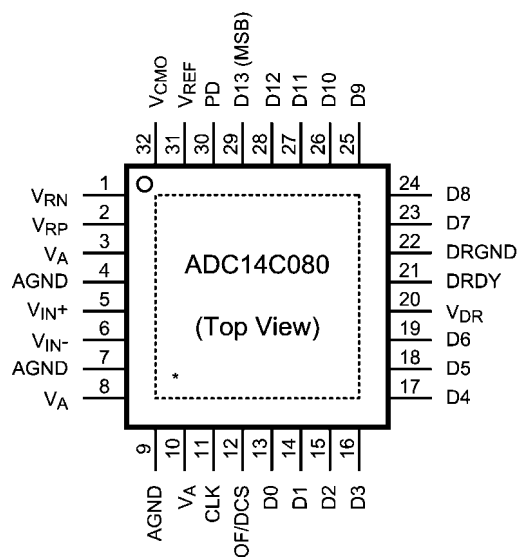 VCMO
VREF
PD
D13 (MSB)
D12
D11
D10
D9
32
31
30
29
28
27
26
25
VRN 1
VRP 2
VA 3
AGND 4
VIN+ 5
VIN- 6
AGND 7
VA 8
ADC14C080
(Top View)
*
24 D8
23 D7
22 DRGND
21 DRDY
20 VDR
19 D6
18 D5
17 D4
9
10
11
12
13
14
15
16
AGND
VA
CLK
OF/DCS
D0
D1
D2
D3